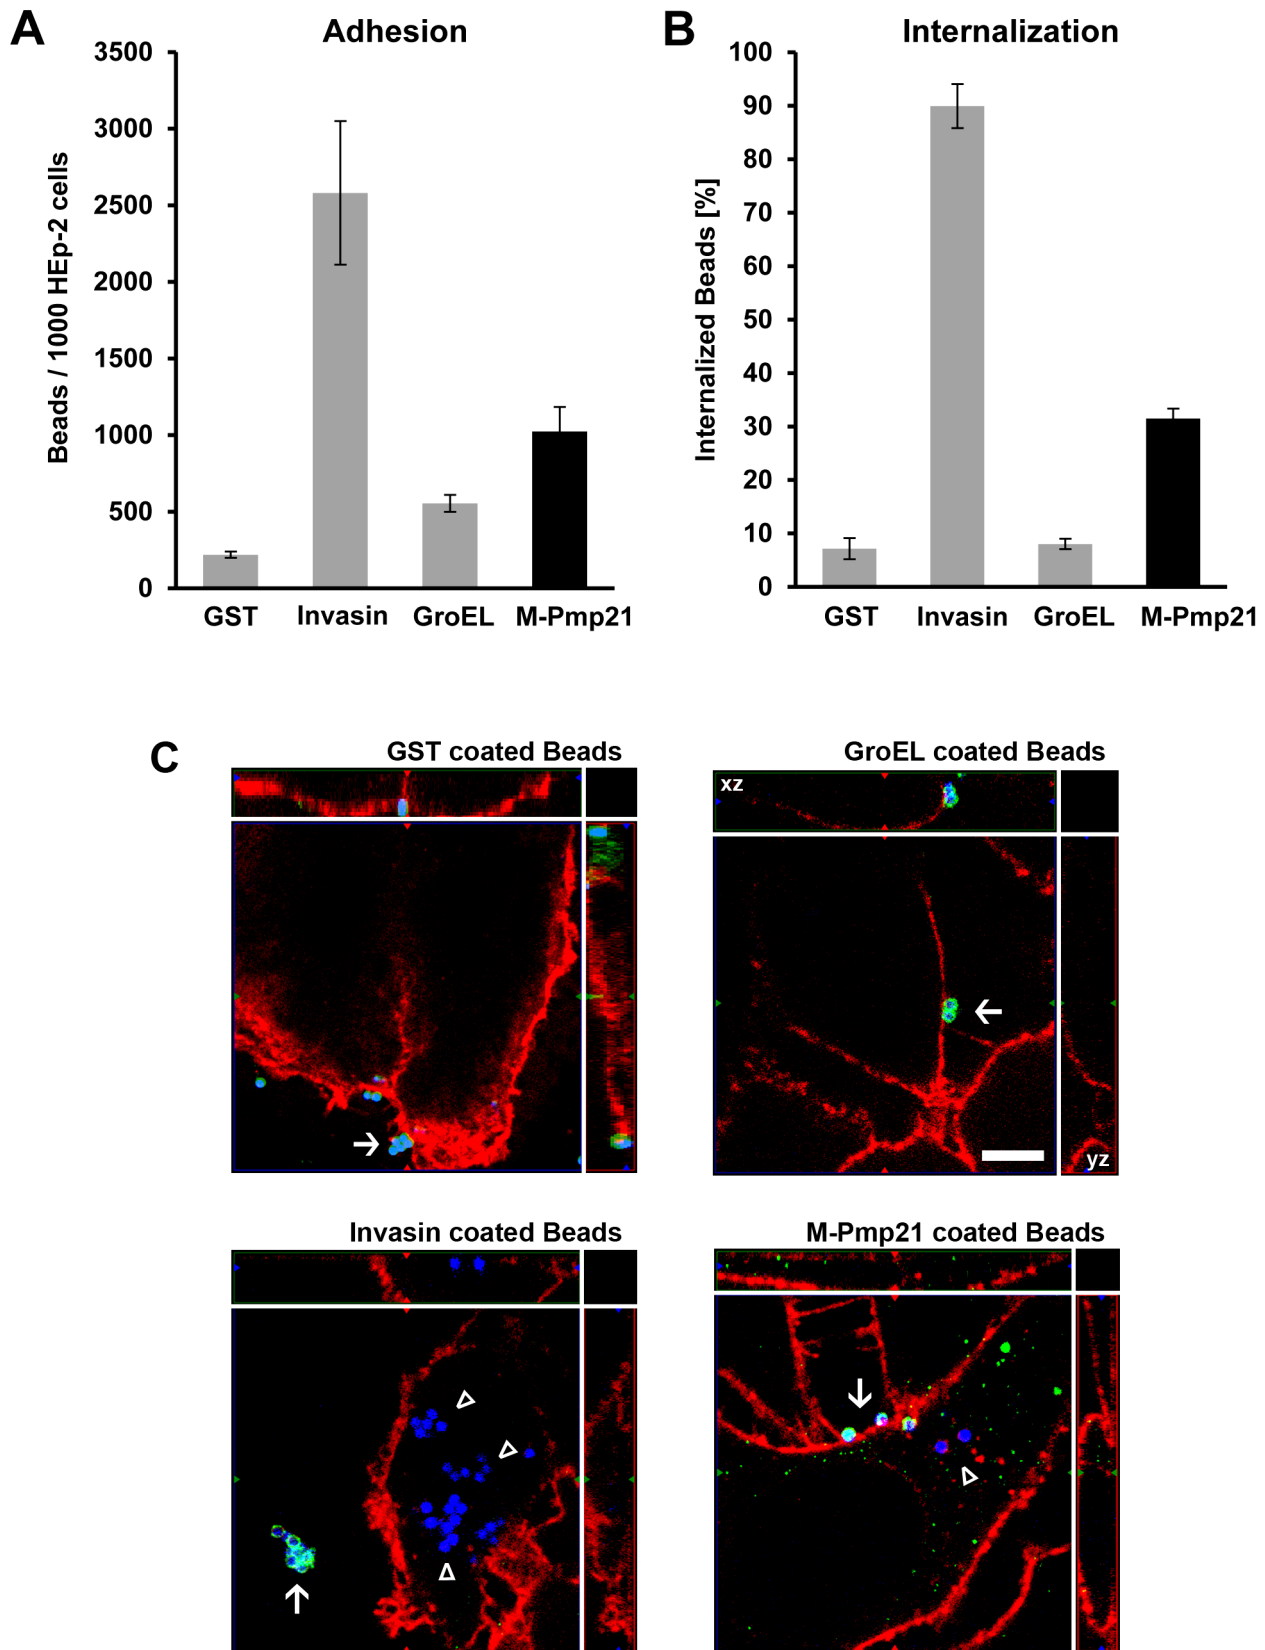 A
Adhesion
Beads / 1000 HEp-2 cells
3500
3000
2500
2000
1500
1000
500
0
GST Invasin GroEL M-Pmp21
B
Internalization
Internalized Beads [%]
100
90
80
70
60
50
40
30
20
10
0
GST Invasin GroEL M-Pmp21
C
GST coated Beads
GroEL coated Beads
xz
yz
Invasin coated Beads
M-Pmp21 coated Beads